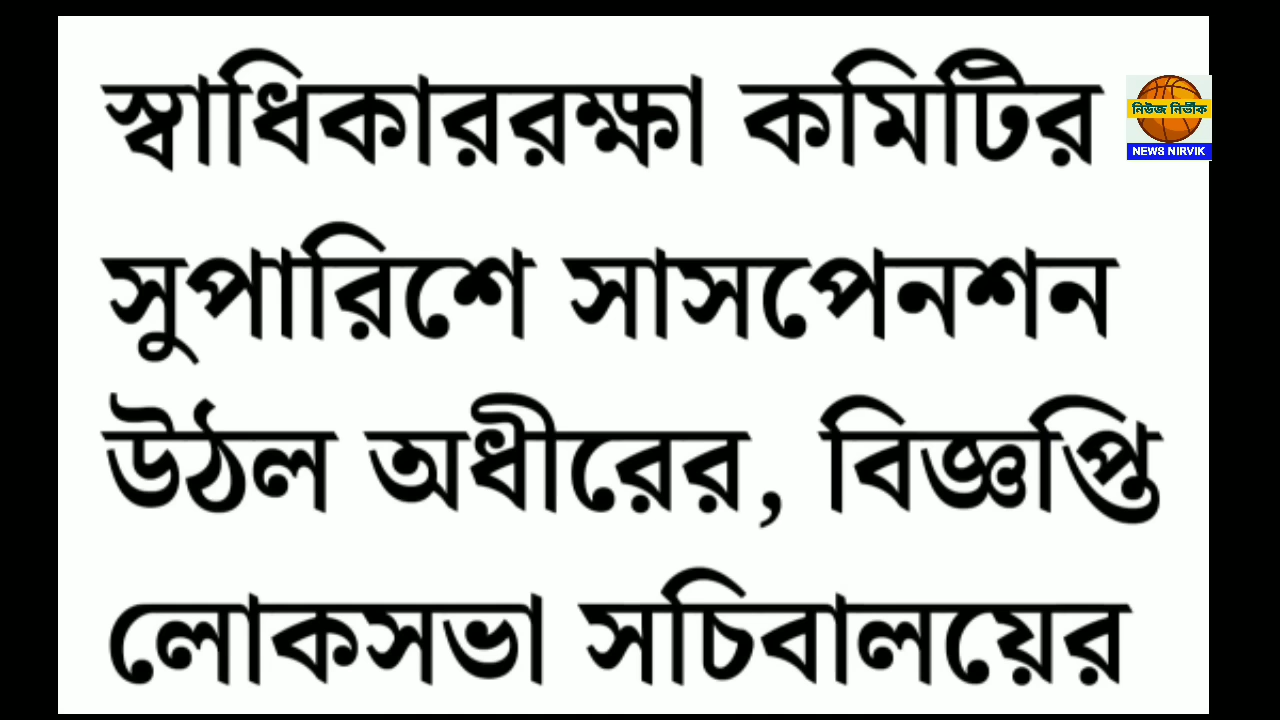 স্বাধিকাররক্ষা কমিটির
সুপারিশে সাসপেনশন
উঠল অধীরের, বিজ্ঞপ্তি
লোকসভা সচিবালয়ের
নিউজ নির্ভীক
NEWS NIRVIK